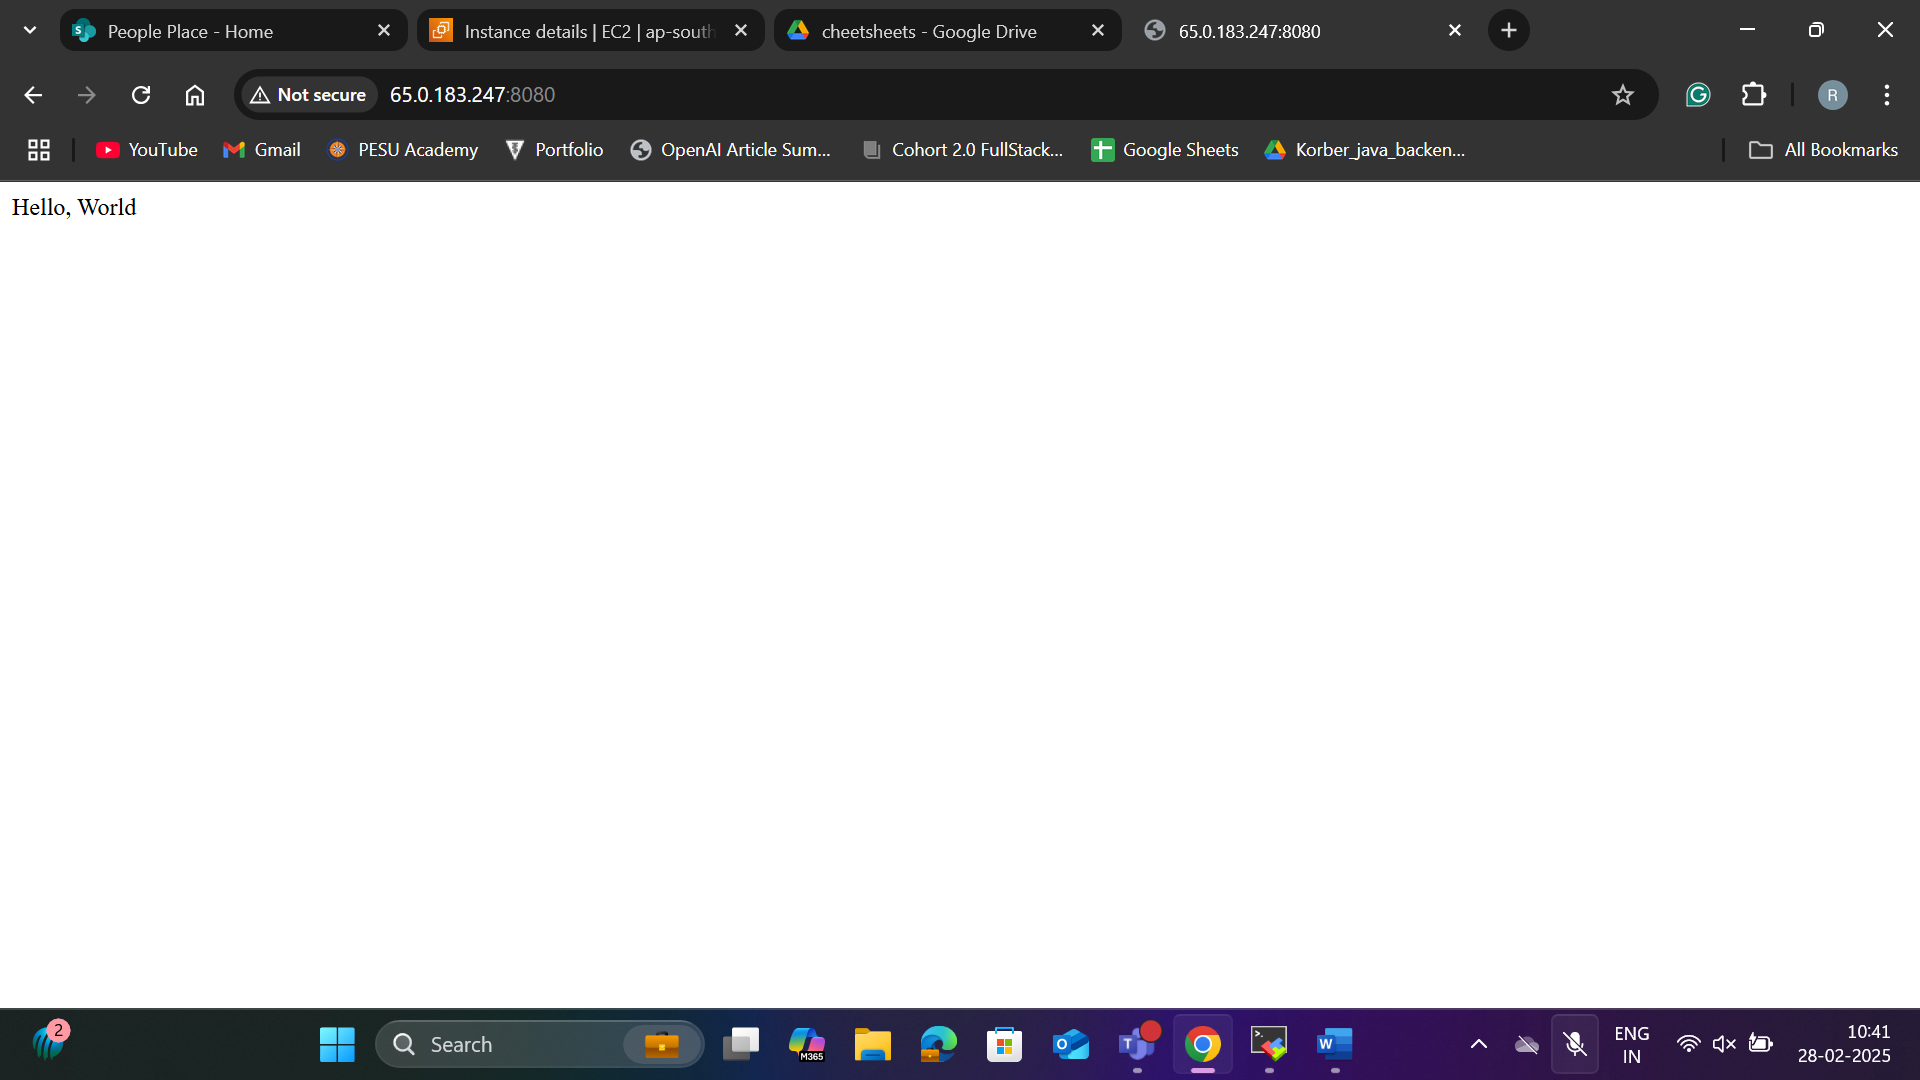 People Place - Home
Instance details | EC2 | ap-south
cheetsheets - Google Drive
65.0.183.247:8080
Not secure
65.0.183.247:8080
R
YouTube
Gmail
PESU Academy
Portfolio
OpenAI Article Sum...
Cohort 2.0 FullStack...
Google Sheets
Korber_java_backen...
All Bookmarks
Hello, World
2
Search
M365
ENG
IN
10:41
28-02-2025